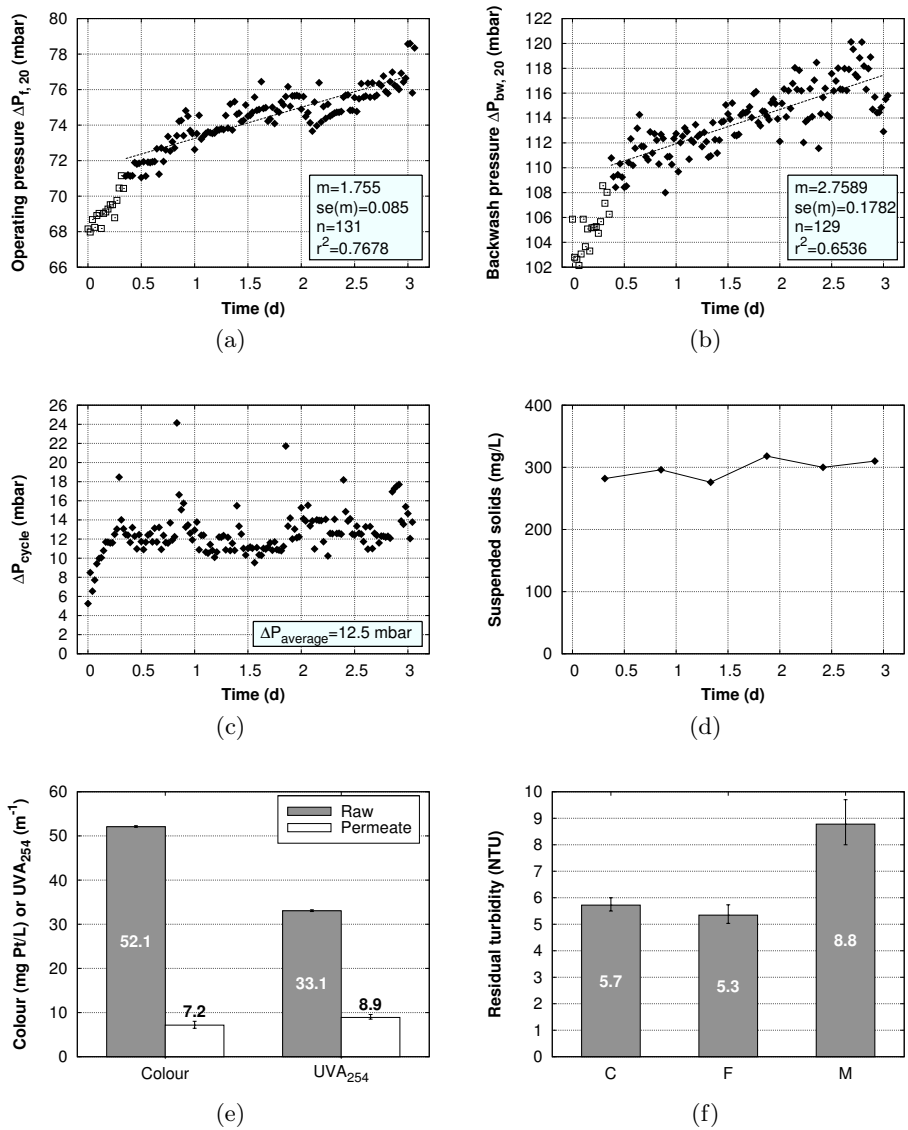 80
78
76
74
72
70
68
66
Operating pressure ΔP_f, 20 (mbar)
m=1.755
se(m)=0.085
n=131
r²=0.7678
0 0.5 1 1.5 2 2.5 3
Time (d)
(a)
120
118
116
114
112
110
108
106
104
102
Backwash pressure ΔP_bw, 20 (mbar)
m=2.7589
se(m)=0.1782
n=129
r²=0.6536
0 0.5 1 1.5 2 2.5 3
Time (d)
(b)
26
24
22
20
18
16
14
12
10
8
6
4
2
0
ΔP_cycle (mbar)
ΔP_average=12.5 mbar
0 0.5 1 1.5 2 2.5 3
Time (d)
(c)
400
300
200
100
0
Suspended solids (mg/L)
0 0.5 1 1.5 2 2.5 3
Time (d)
(d)
60
50
40
30
20
10
0
Colour (mg Pt/L) or UVA₂₅₄ (m⁻¹)
Raw
Permeate
52.1
7.2
33.1
8.9
Colour UVA₂₅₄
(e)
10
9
8
7
6
5
4
3
2
1
0
Residual turbidity (NTU)
5.7
5.3
8.8
C F M
(f)